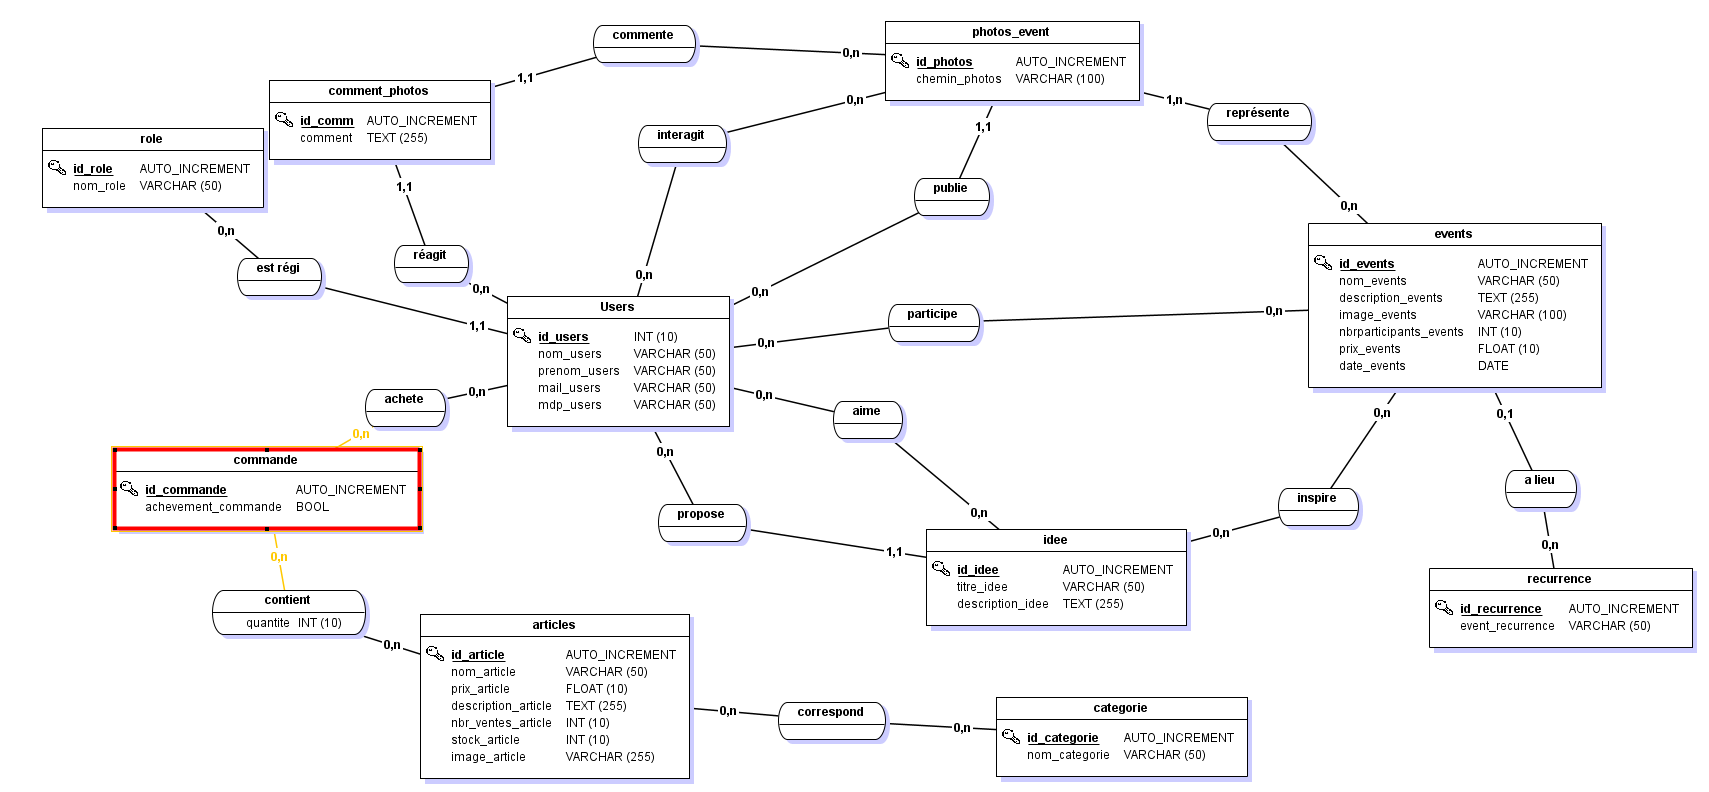 commente
0,n
1,1
photos_event
id_photos AUTO_INCREMENT
chemin_photos VARCHAR (100)
comment_photos
id_comm AUTO_INCREMENT
comment TEXT (255)
role
id_role AUTO_INCREMENT
nom_role VARCHAR (50)
interagit
0,n
0,n
1,1
publie
0,n
1,n
représente
0,n
1,1
réagit
0,n
0,n
est régi
1,1
Users
id_users INT (10)
nom_users VARCHAR (50)
prenom_users VARCHAR (50)
mail_users VARCHAR (50)
mdp_users VARCHAR (50)
participe
0,n
0,n
events
id_events AUTO_INCREMENT
nom_events VARCHAR (50)
description_events TEXT (255)
image_events VARCHAR (100)
nbrparticipants_events INT (10)
prix_events FLOAT (10)
date_events DATE
achete
0,n
0,n
commande
id_commande AUTO_INCREMENT
achevement_commande BOOL
0,n
aime
0,n
0,n
propose
1,1
0,n
inspire
0,n
0,1
a lieu
0,n
idee
id_idee AUTO_INCREMENT
titre_idee VARCHAR (50)
description_idee TEXT (255)
recurrence
id_recurrence AUTO_INCREMENT
event_recurrence VARCHAR (50)
0,n
contient
quantite INT (10)
0,n
articles
id_article AUTO_INCREMENT
nom_article VARCHAR (50)
prix_article FLOAT (10)
description_article TEXT (255)
nbr_ventes_article INT (10)
stock_article INT (10)
image_article VARCHAR (255)
0,n
correspond
0,n
categorie
id_categorie AUTO_INCREMENT
nom_categorie VARCHAR (50)